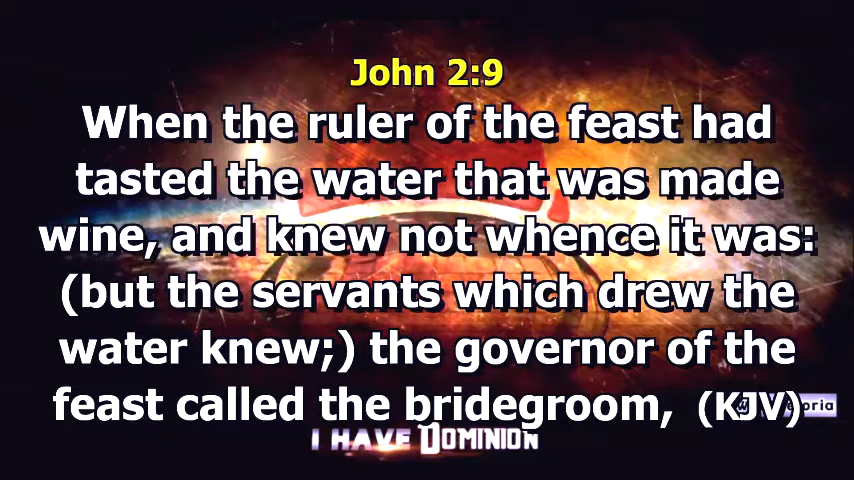 John 2:9
When the ruler of the feast had
tasted the water that was made
wine, and knew not whence it was:
(but the servants which drew the
water knew;) the governor of the
feast called the bridegroom, (KJV)
I HAVE DOMINION